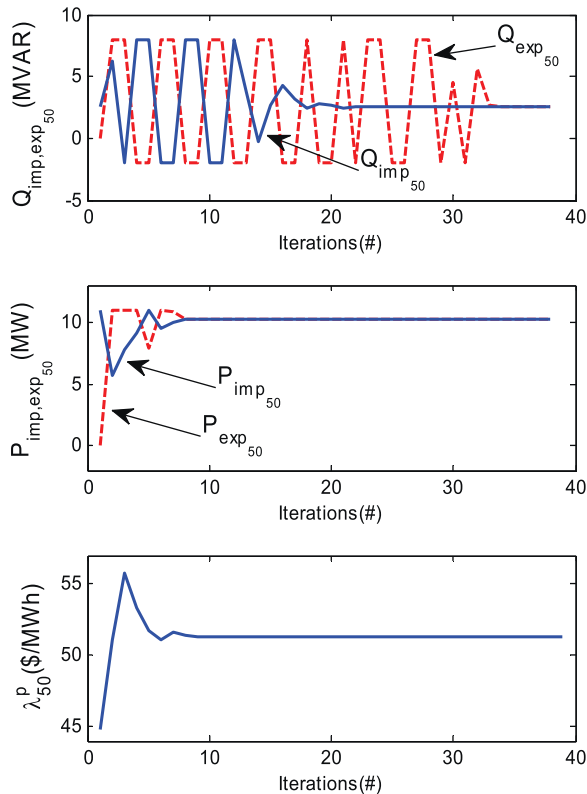 10
5
0
-5
Q_imp,exp_50 (MVAR)
Q_exp_50
Q_imp_50
0 10 20 30 40
Iterations(#)
10
5
0
P_imp,exp_50 (MW)
P_imp_50
P_exp_50
0 10 20 30 40
Iterations(#)
55
50
45
λ^p_50($/MWh)
0 10 20 30 40
Iterations(#)